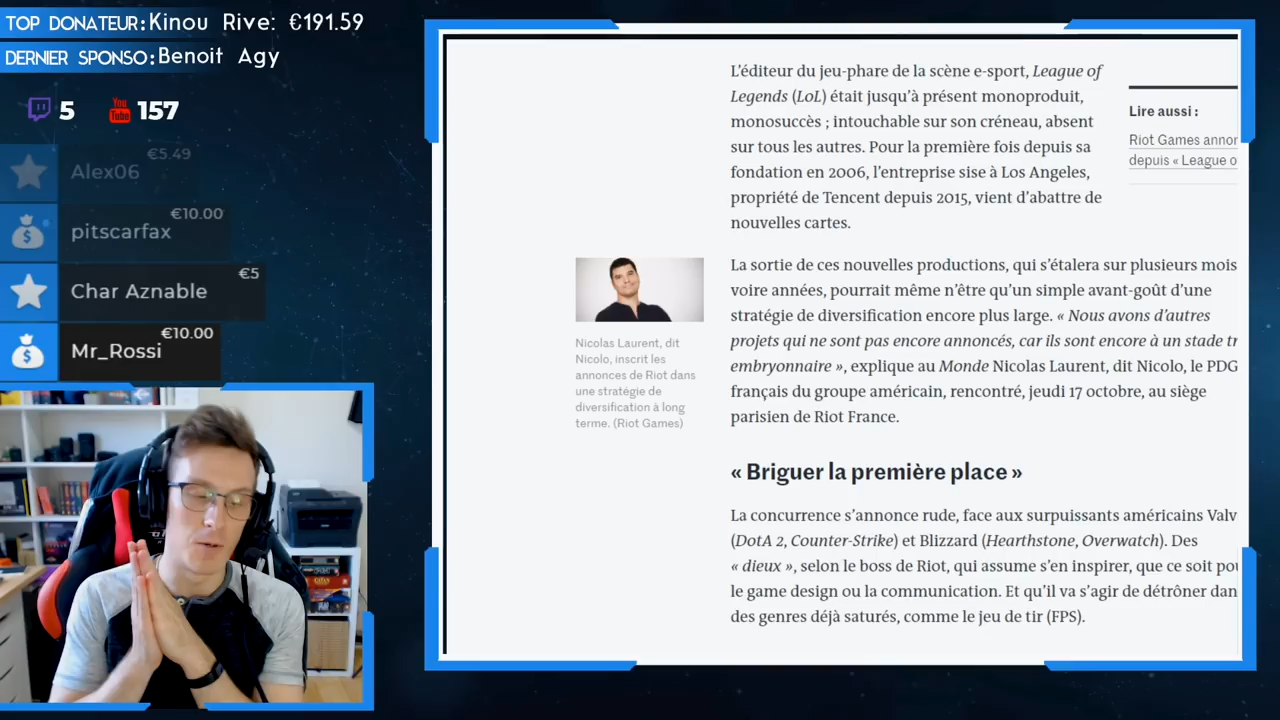 TOP DONATEUR: Kinou Rive: €191.59
DERNIER SPONSO: Benoit Agy
5
You Tube 157
€5.49
Alex06
€10.00
pitscarfax
€5
Char Aznable
€10.00
Mr_Rossi
L'éditeur du jeu-phare de la scène e-sport, League of
Legends (LoL) était jusqu'à présent monoproduit,
monosuccès ; intouchable sur son créneau, absent
sur tous les autres. Pour la première fois depuis sa
fondation en 2006, l'entreprise sise à Los Angeles,
propriété de Tencent depuis 2015, vient d'abattre de
nouvelles cartes.
Lire aussi :
Riot Games annor
depuis « League o
Nicolas Laurent, dit
Nicolo, inscrit les
annonces de Riot dans
une stratégie de
diversification à long
terme. (Riot Games)
La sortie de ces nouvelles productions, qui s'étalera sur plusieurs mois
voire années, pourrait même n'être qu'un simple avant-goût d'une
stratégie de diversification encore plus large. « Nous avons d'autres
projets qui ne sont pas encore annoncés, car ils sont encore à un stade tr
embryonnaire », explique au Monde Nicolas Laurent, dit Nicolo, le PDG
français du groupe américain, rencontré, jeudi 17 octobre, au siège
parisien de Riot France.
« Briguer la première place »
La concurrence s'annonce rude, face aux surpuissants américains Valv
(DotA 2, Counter-Strike) et Blizzard (Hearthstone, Overwatch). Des
« dieux », selon le boss de Riot, qui assume s'en inspirer, que ce soit pou
le game design ou la communication. Et qu'il va s'agir de détrôner dan
des genres déjà saturés, comme le jeu de tir (FPS).